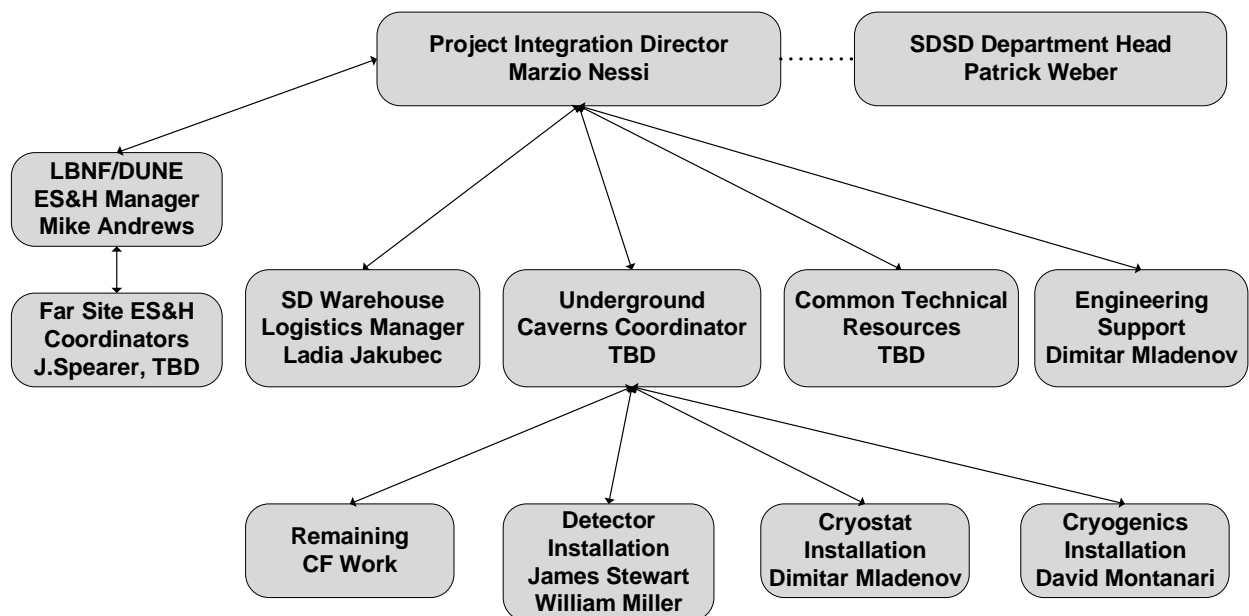 Project Integration Director
Marzio Nessi
SDSD Department Head
Patrick Weber
LBNF/DUNE
ES&H Manager
Mike Andrews
Far Site ES&H
Coordinators
J.Spearer, TBD
SD Warehouse
Logistics Manager
Ladia Jakubec
Underground
Caverns Coordinator
TBD
Common Technical
Resources
TBD
Engineering
Support
Dimitar Mladenov
Remaining
CF Work
Detector
Installation
James Stewart
William Miller
Cryostat
Installation
Dimitar Mladenov
Cryogenics
Installation
David Montanari